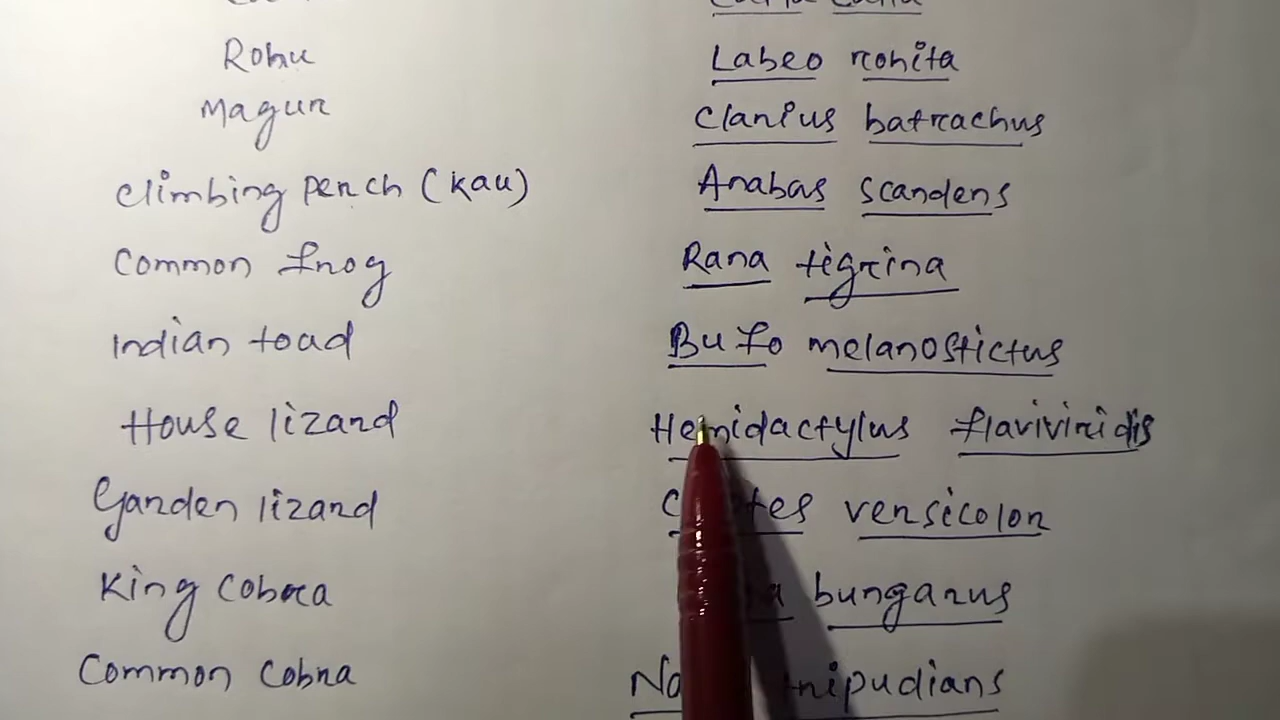 Rohu Labeo rohita
Magur Clarius batrachus
Climbing perch (Kau) Anabas scandens
Common frog Rana tigrina
Indian toad Bufo melanostictus
House lizard Hemidactylus flaviviridis
Garden lizard versicolor
King Cobra bungarus
Common Cobra